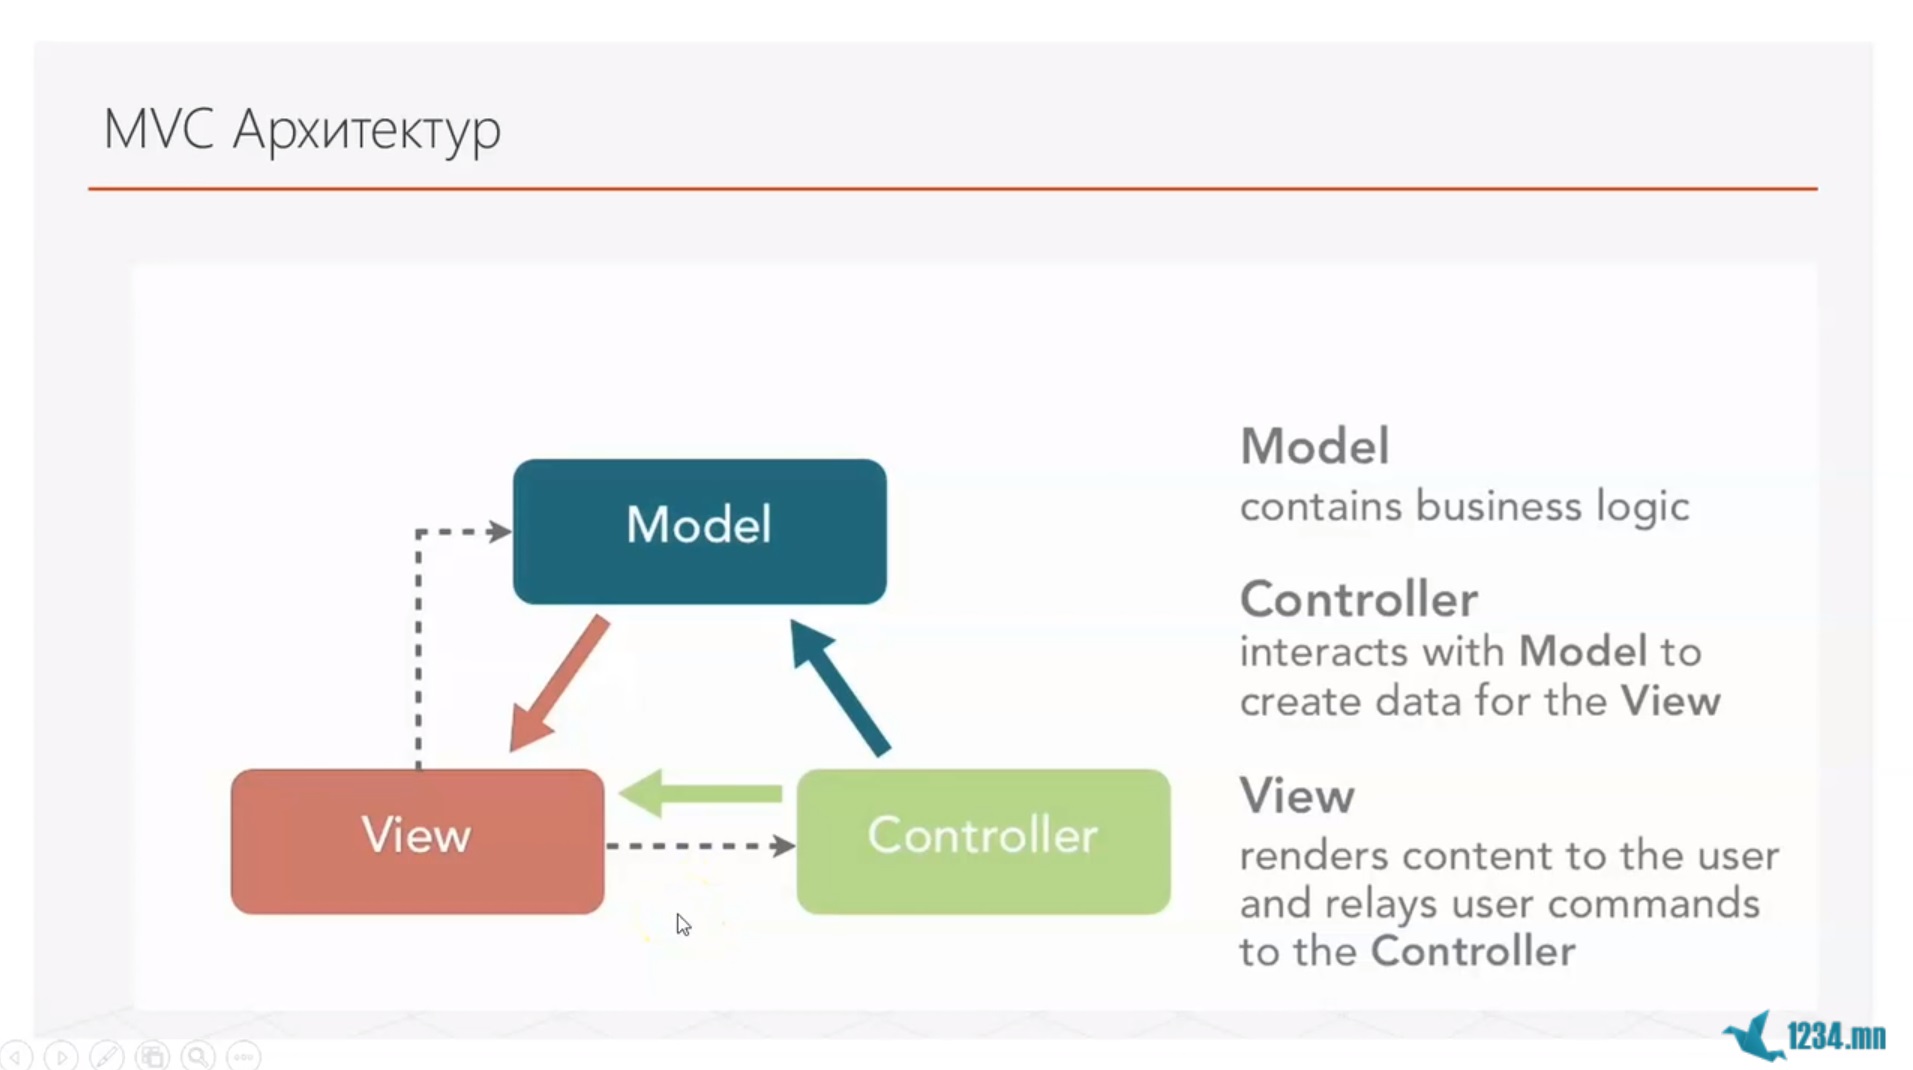 MVC Архитектур
Model
View
Controller
Model
contains business logic
Controller
interacts with Model to
create data for the View
View
renders content to the user
and relays user commands
to the Controller
1234.mn